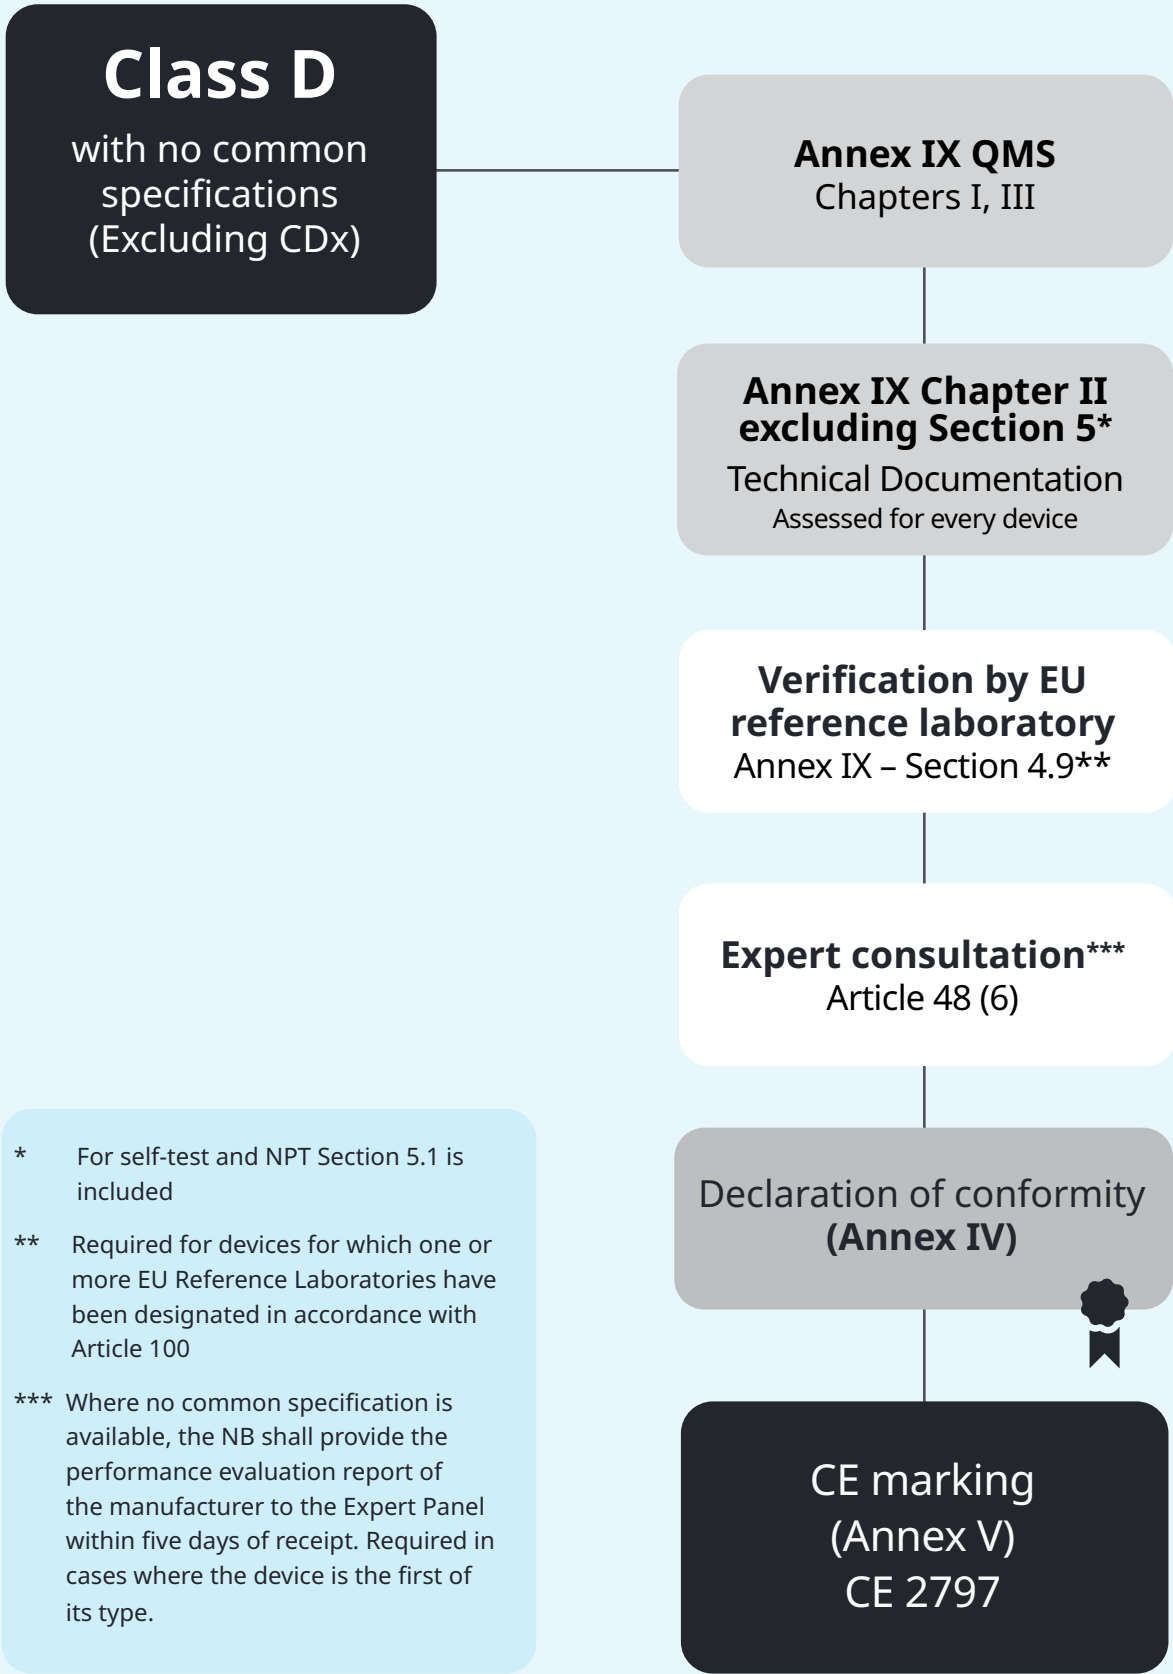 Class D
with no common
specifications
(Excluding CDx)
Annex IX QMS
Chapters I, III
Annex IX Chapter II
excluding Section 5*
Technical Documentation
Assessed for every device
Verification by EU
reference laboratory
Annex IX – Section 4.9**
Expert consultation***
Article 48 (6)
Declaration of conformity
(Annex IV)
CE marking
(Annex V)
CE 2797
* For self-test and NPT Section 5.1 is
included
** Required for devices for which one or
more EU Reference Laboratories have
been designated in accordance with
Article 100
*** Where no common specification is
available, the NB shall provide the
performance evaluation report of
the manufacturer to the Expert Panel
within five days of receipt. Required in
cases where the device is the first of
its type.